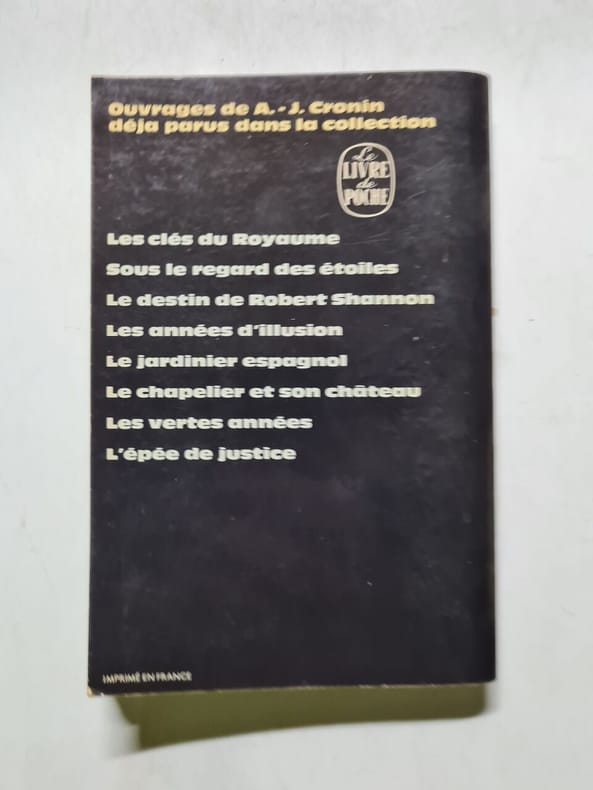 Ouvrages de A.-J. Cronin
déja parus dans la collection
Le
LIVRE
de
POCHE
Les clés du Royaume
Sous le regard des étoiles
Le destin de Robert Shannon
Les années d'illusion
Le jardinier espagnol
Le chapelier et son château
Les vertes années
L'épée de justice
IMPRIMÉ EN FRANCE